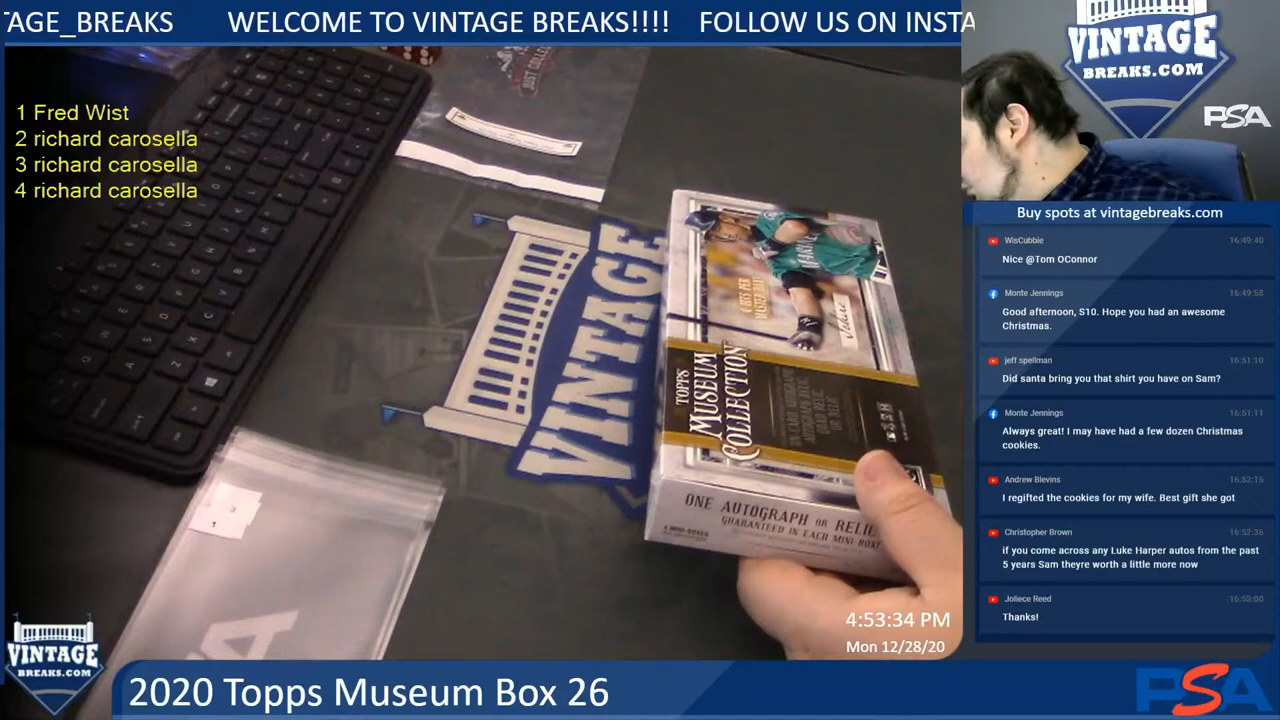 TAGE_BREAKS WELCOME TO VINTAGE BREAKS!!!! FOLLOW US ON INSTA
1 Fred Wist
2 richard carosella
3 richard carosella
4 richard carosella
JUST COLLECT
VINTAGE
1
TOPPS
MUSEUM
COLLECTION
ONE AUTOGRAPH OR RELIC
GUARANTEED IN EACH MINI BOX!
4:53:34 PM
Mon 12/28/20
VINTAGE
BREAKS.COM
2020 Topps Museum Box 26
VINTAGE
BREAKS.COM
PSA
Buy spots at vintagebreaks.com
WisCubbie 16:49:40
Nice @Tom OConnor
Monte Jennings 16:49:58
Good afternoon, S10. Hope you had an awesome
Christmas.
jeff spellman 16:51:10
Did santa bring you that shirt you have on Sam?
Monte Jennings 16:51:11
Always great! I may have had a few dozen Christmas
cookies.
Andrew Blevins 16:52:15
I regifted the cookies for my wife. Best gift she got
Christopher Brown 16:52:36
if you come across any Luke Harper autos from the past
5 years Sam theyre worth a little more now
Joliece Reed 16:53:00
Thanks!
PSA